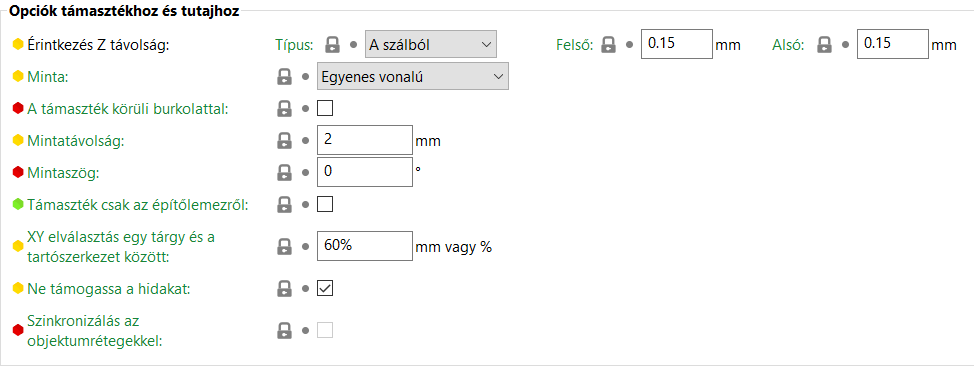 Opciók támasztékhoz és tutajhoz
Érintkezés Z távolság: Típus: A szálból Felső: 0.15 mm Alsó: 0.15 mm
Minta: Egyenes vonalú
A támaszték körüli burkolattal:
Mintatávolság: 2 mm
Mintaszög: 0 °
Támaszték csak az építőlemezről:
XY elválasztás egy tárgy és a
tartószerkezet között: 60% mm vagy %
Ne támogassa a hidakat:
Szinkronizálás az
objektumrétegekkel: